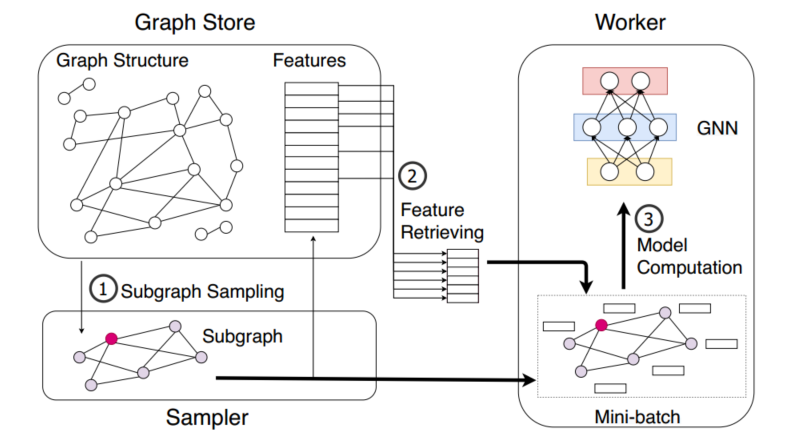 Graph Store
Worker
Graph Structure
Features
GNN
2
Feature
Retrieving
3
Model
Computation
1
Subgraph Sampling
Subgraph
Sampler
Mini-batch